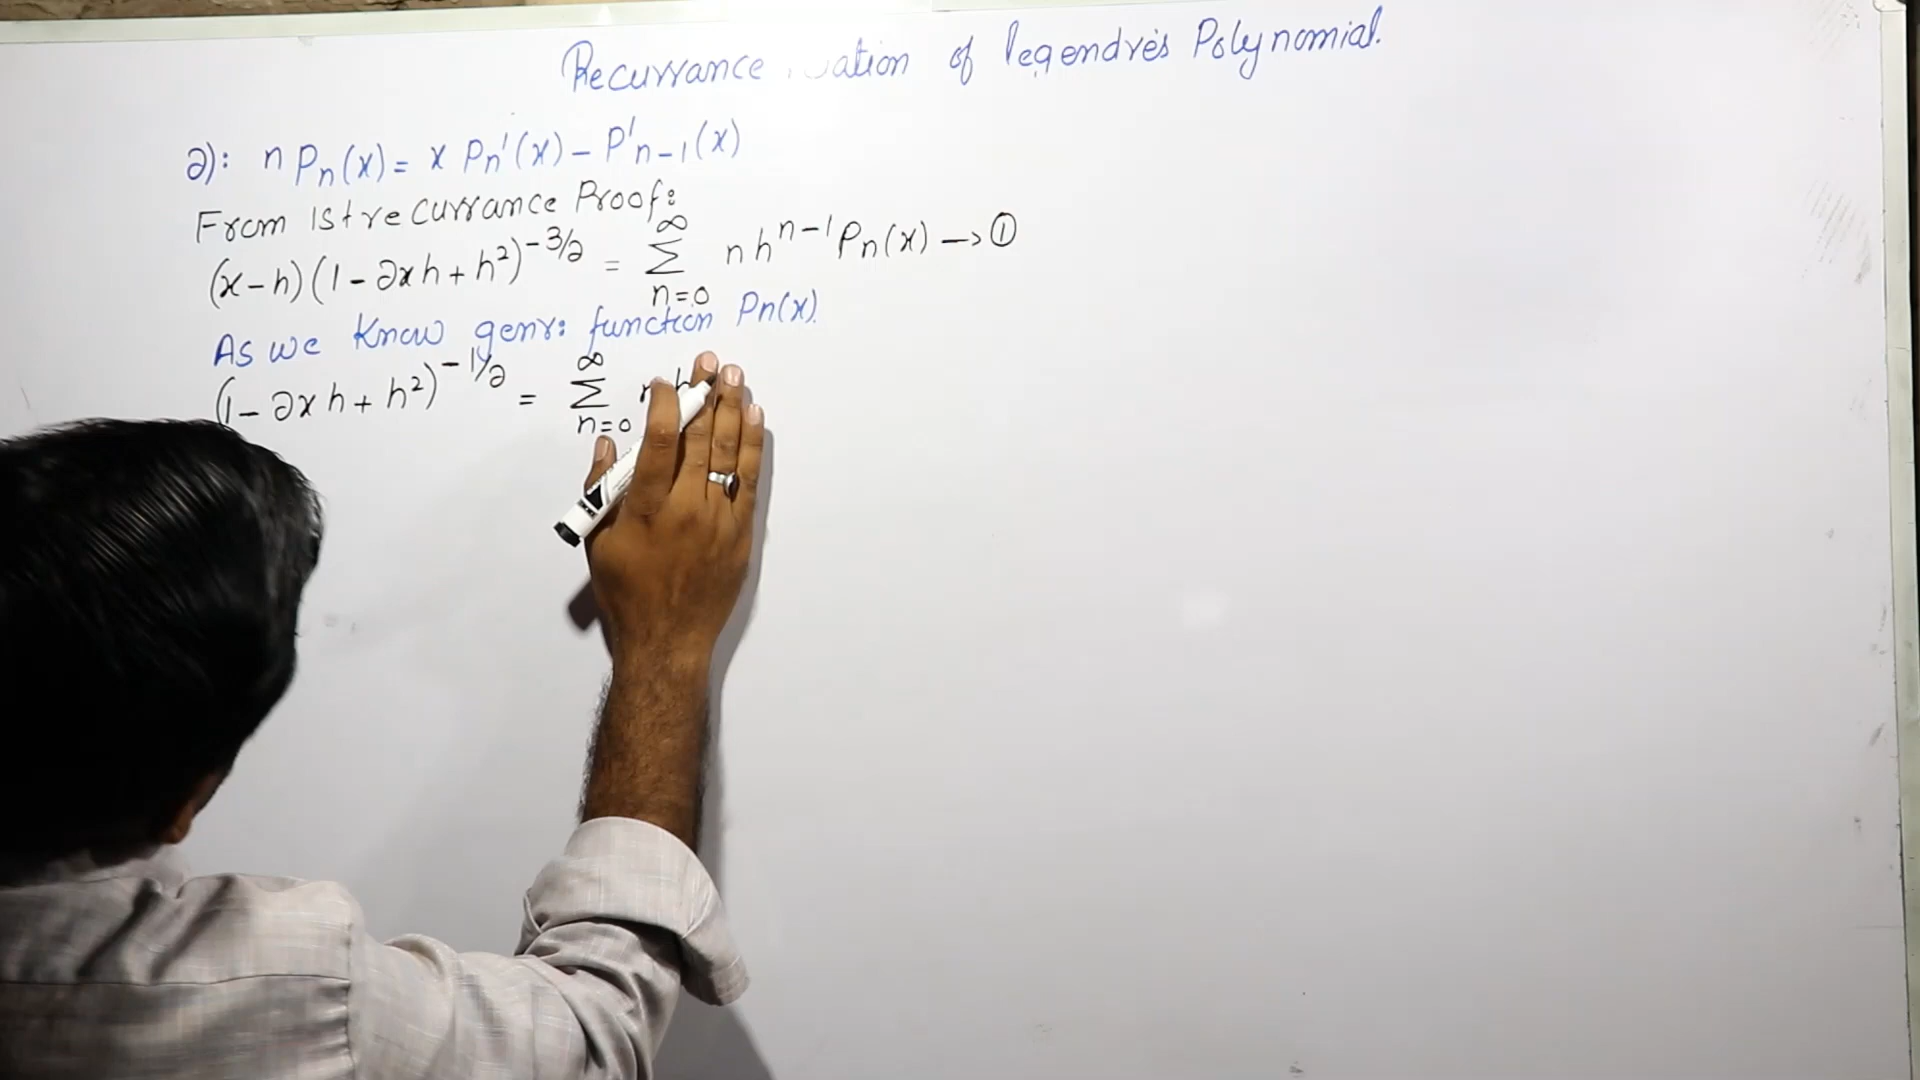 Recurrance of legendre's Polynomial.
2): n Pn(x) = x Pn'(x) - P'n-1(x)
From 1st recurrance Proof:
(x-h)(1-2xh+h²)^-3/2 = ∞ Σ n=0 n h^n-1 Pn(x) → ①
As we Know genr: function Pn(x).
(1-2xh+h²)^-1/2 = ∞ Σ n=0